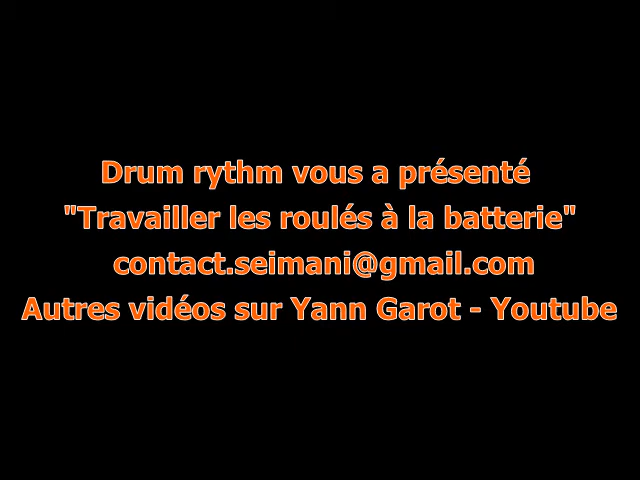 Drum rythm vous a présenté
"Travailler les roulés à la batterie"
contact.seimani@gmail.com
Autres vidéos sur Yann Garot - Youtube